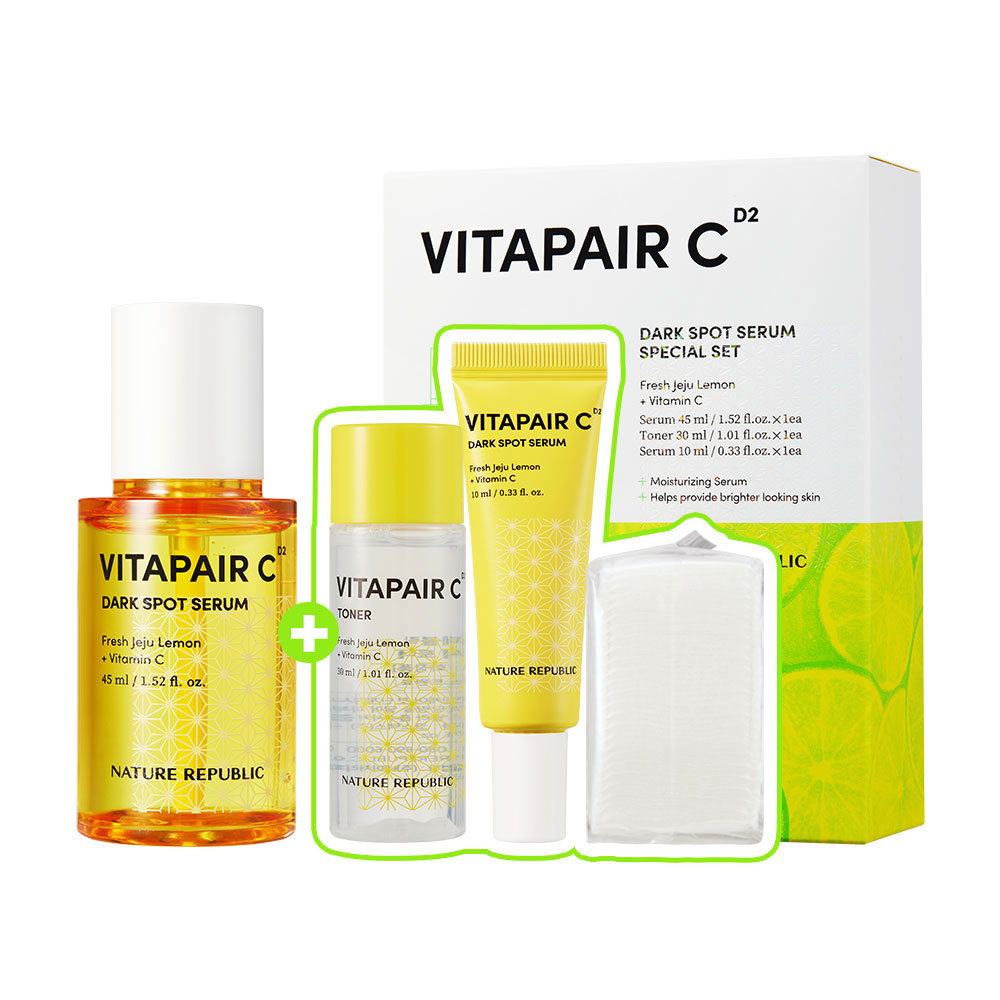 VITAPAIR C D2
DARK SPOT SERUM
SPECIAL SET
Fresh Jeju Lemon
+ Vitamin C
Serum 45 ml / 1.52 fl.oz.×1ea
Toner 30 ml / 1.01 fl.oz.×1ea
Serum 10 ml / 0.33 fl.oz.×1ea
+ Moisturizing Serum
+ Helps provide brighter looking skin
VITAPAIR C D2
DARK SPOT SERUM
Fresh Jeju Lemon
+ Vitamin C
45 ml / 1.52 fl. oz.
NATURE REPUBLIC
+
VITAPAIR C D2
TONER
Fresh Jeju Lemon
+ Vitamin C
30 ml / 1.01 fl. oz.
NATURE REPUBLIC
VITAPAIR C D2
DARK SPOT SERUM
Fresh Jeju Lemon
+ Vitamin C
10 ml / 0.33 fl. oz.
NATURE REPUBLIC